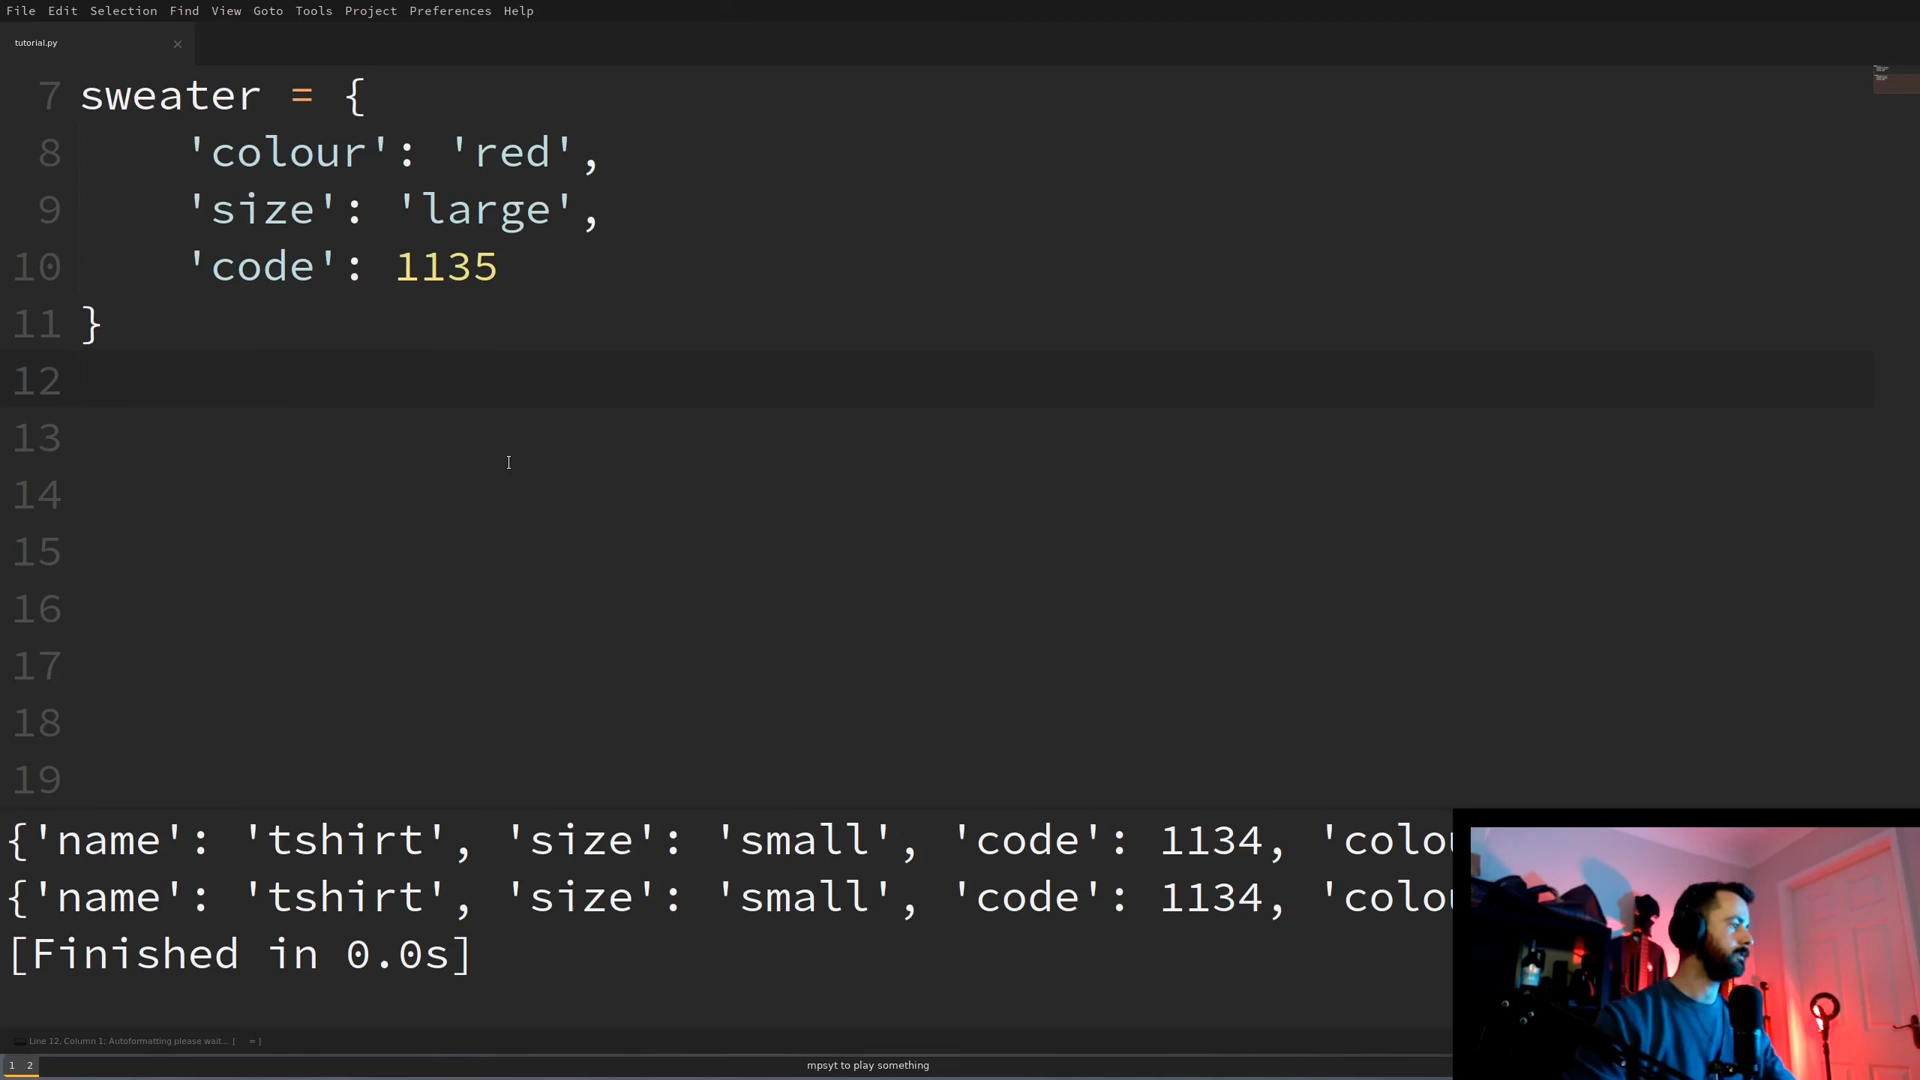 File Edit Selection Find View Goto Tools Project Preferences Help
tutorial.py
7 sweater = {
8 'colour': 'red',
9 'size': 'large',
10 'code': 1135
11 }
12
13
14
15
16
17
18
19
{'name': 'tshirt', 'size': 'small', 'code': 1134, 'colou
{'name': 'tshirt', 'size': 'small', 'code': 1134, 'colou
[Finished in 0.0s]
Line 12, Column 1; Autoformatting please wait... [ = ]
1 2 mpsyt to play something